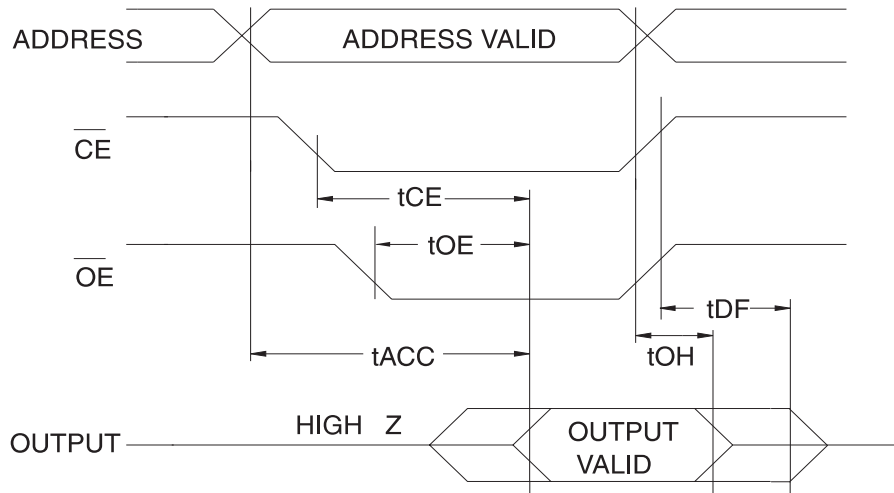 ADDRESS
ADDRESS VALID
CE
tCE
OE
tOE
tDF
tACC
tOH
HIGH Z
OUTPUT
OUTPUT
VALID